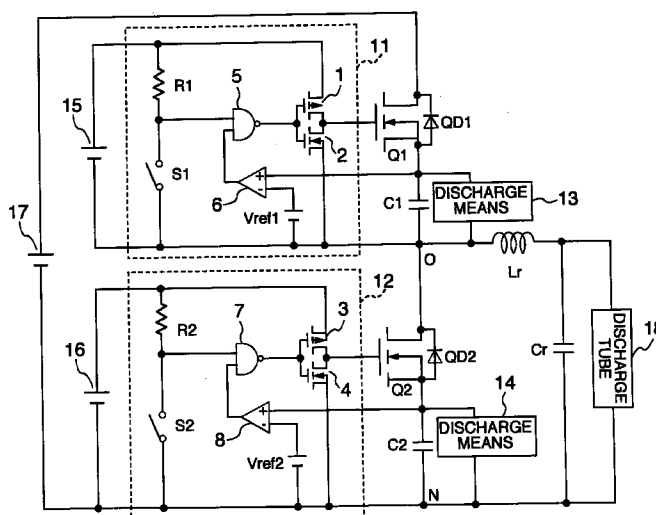 11
1
R1
5
15
QD1
2
Q1
S1
DISCHARGE
MEANS
13
C1
6
Vref1
17
O
Lr
12
3
R2
7
16
QD2
4
Q2
14
Cr
DISCHARGE
TUBE
18
S2
DISCHARGE
MEANS
8
C2
Vref2
N